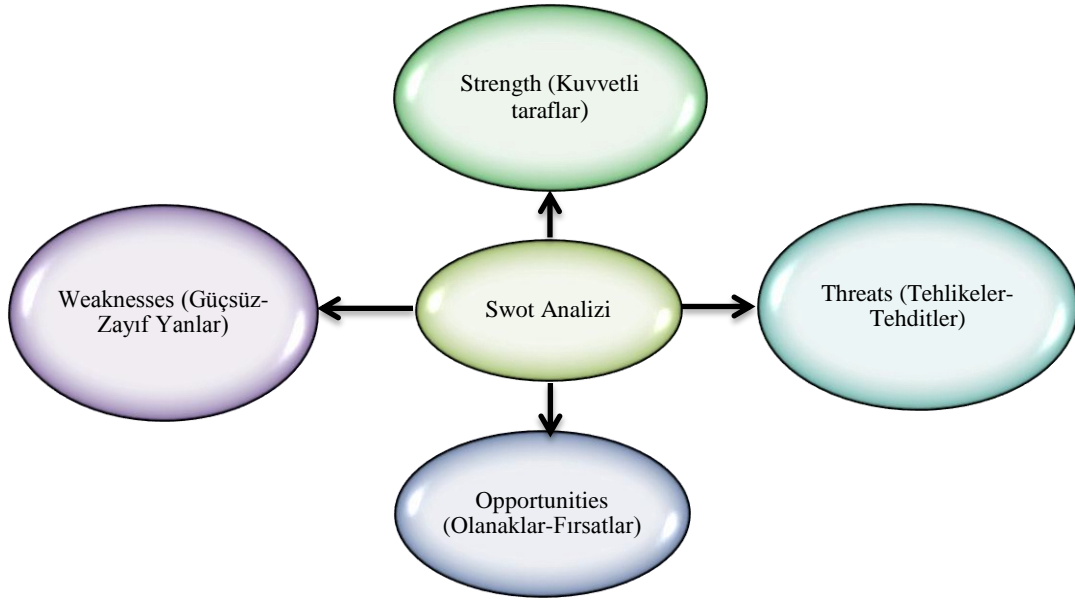 Strength (Kuvvetli
taraflar)
Weaknesses (Güçsüz-
Zayıf Yanlar)
Swot Analizi
Threats (Tehlikeler-
Tehditler)
Opportunities
(Olanaklar-Fırsatlar)